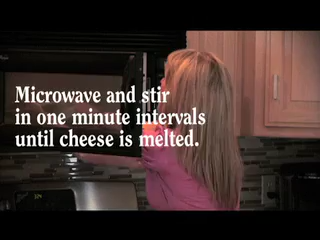 Microwave and stir
in one minute intervals
until cheese is melted.